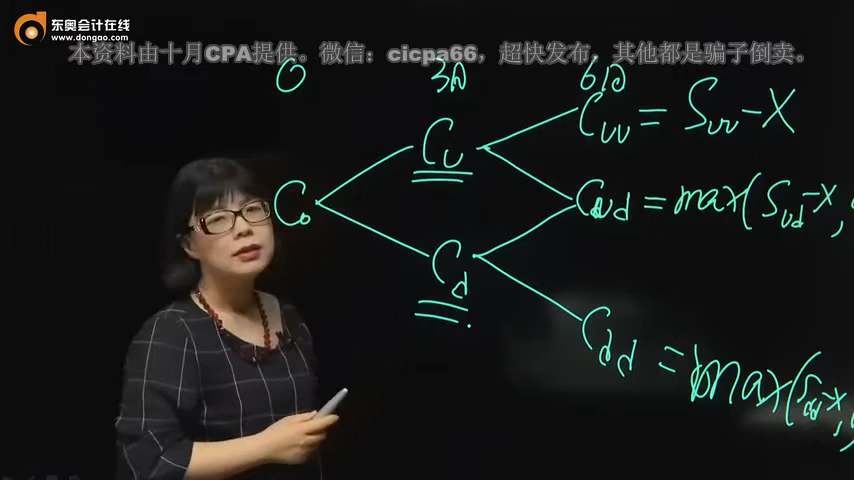 东奥会计在线
www.dongao.com
本资料由十月CPA提供。微信：cicpa66，超快发布，其他都是骗子倒卖。
0 3月 6月
Cuu = Suu-X
Cu
Cud = max(Sud-X,
C0
Cd
Cdd = max(Sdd-X,